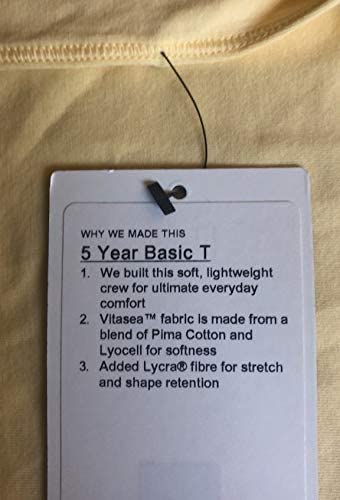 WHY WE MADE THIS
5 Year Basic T
1. We built this soft, lightweight
crew for ultimate everyday
comfort
2. Vitasea™ fabric is made from a
blend of Pima Cotton and
Lyocell for softness
3. Added Lycra® fibre for stretch
and shape retention